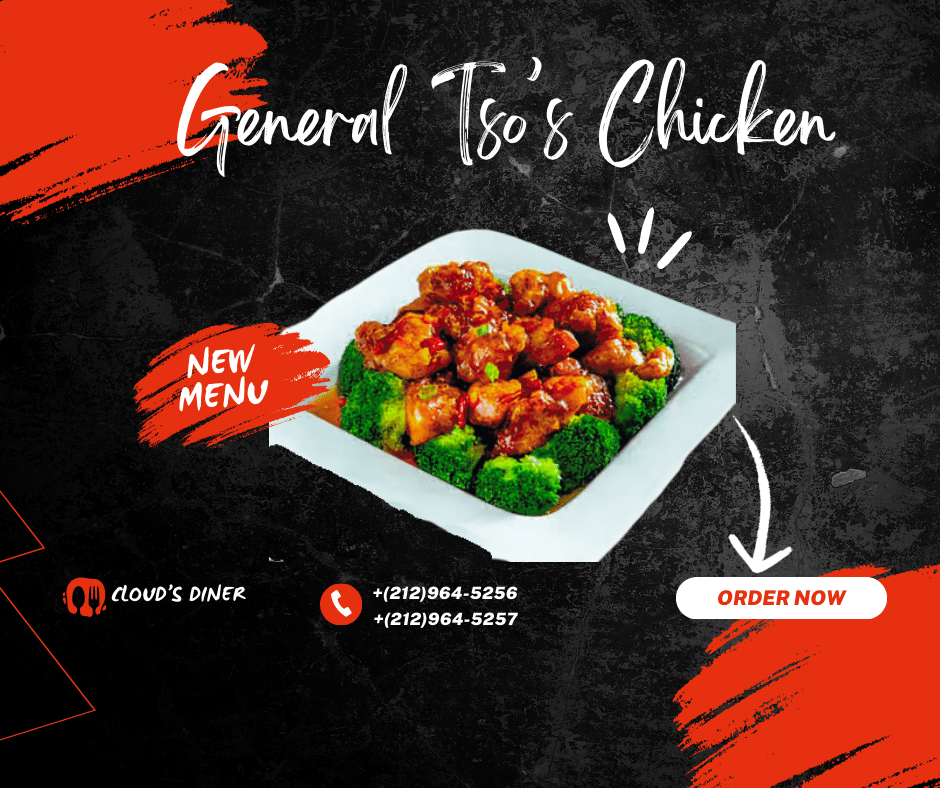 General Tso's Chicken
NEW
MENU
CLOUD'S DINER
+(212)964-5256
+(212)964-5257
ORDER NOW